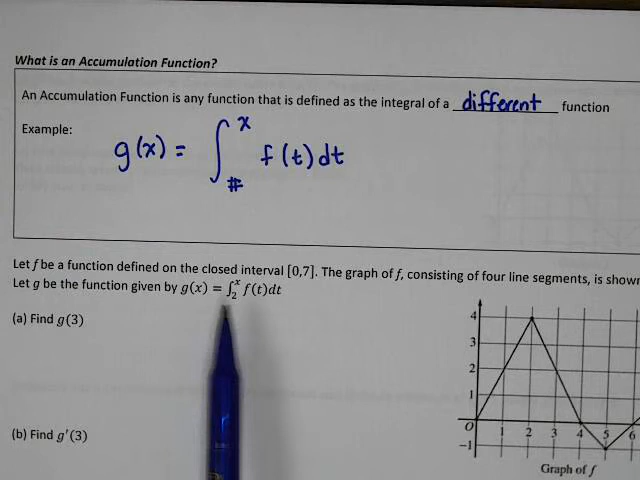 What is an Accumulation Function?
An Accumulation Function is any function that is defined as the integral of a different function
Example:
g(x) = ∫_#^x f(t)dt
Let f be a function defined on the closed interval [0,7]. The graph of f, consisting of four line segments, is shown
Let g be the function given by g(x) = ∫_2^x f(t)dt
(a) Find g(3)
4
3
2
1
O 1 2 3 4 5 6
−1
(b) Find g′(3)
Graph of f